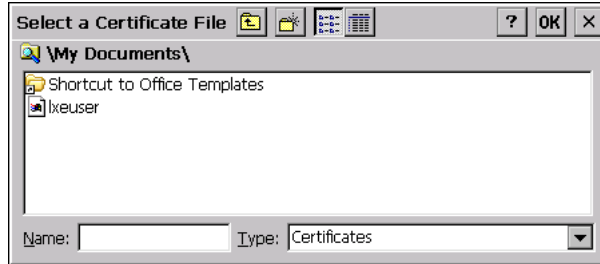 Select a Certificate File ? OK ×
\My Documents\
Shortcut to Office Templates
lxeuser
Name: Type: Certificates